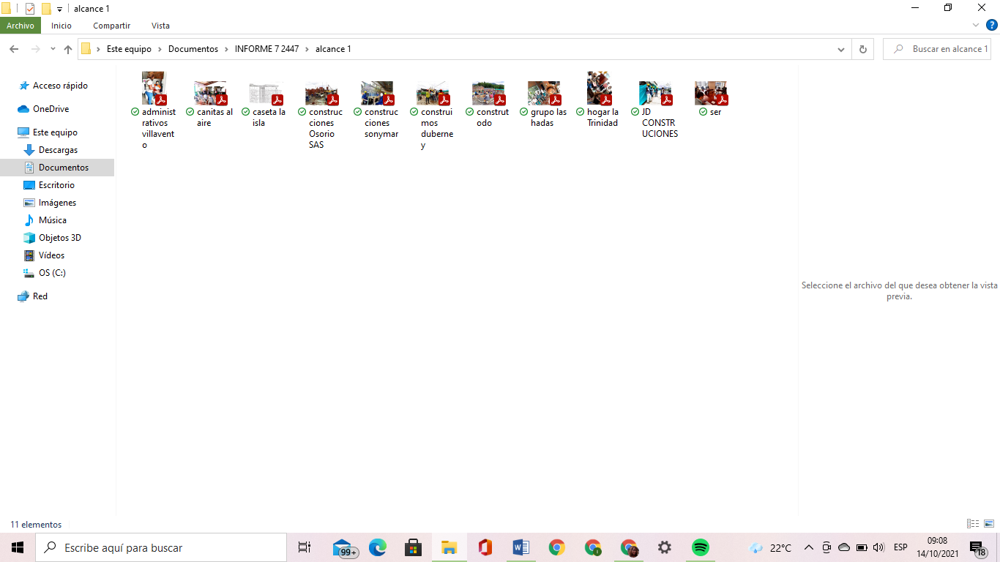 alcance 1
Archivo Inicio Compartir Vista
Este equipo Documentos INFORME 7 2447 alcance 1
Buscar en alcance 1
Acceso rápido
OneDrive
Este equipo
Descargas
Documentos
Escritorio
Imágenes
Música
Objetos 3D
Vídeos
OS (C:)
Red
administ
rativos
villavent
o
canitas al
aire
caseta la
isla
construc
ciones
Osorio
SAS
construc
ciones
sonymar
construi
mos
duberne
y
construt
odo
grupo las
hadas
hogar la
Trinidad
JD
CONSTR
UCIONES
ser
Seleccione el archivo del que desea obtener la vista
previa.
11 elementos
Escribe aquí para buscar
99+
22°C
ESP
09:08
14/10/2021
18